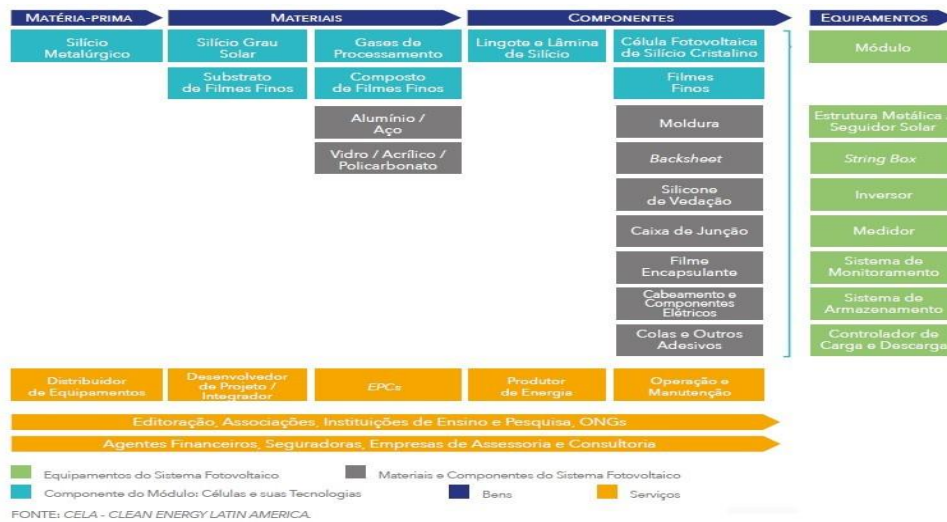 MATÉRIA-PRIMA
MATERIAIS
COMPONENTES
EQUIPAMENTOS
Silício
Metalúrgico
Silício Grau
Solar
Gases de
Processamento
Lingote e Lâmina
de Silício
Célula Fotovoltaica
de Silício Cristalino
Módulo
Substrato
de Filmes Finos
Composto
de Filmes Finos
Filmes
Finos
Alumínio /
Aço
Moldura
Estrutura Metálica
Seguidor Solar
Vidro / Acrílico /
Policarbonato
Backsheet
String Box
Silicone
de Vedação
Inversor
Caixa de Junção
Medidor
Filme
Encapsulante
Sistema de
Monitoramento
Cabeamento e
Componentes
Elétricos
Sistema de
Armazenamento
Colas e Outros
Adesivos
Controlador de
Carga e Descarga
Distribuidor
de Equipamentos
Desenvolvedor
de Projeto /
Integrador
EPCs
Produtor
de Energia
Operação e
Manutenção
Editoração, Associações, Instituições de Ensino e Pesquisa, ONGs
Agentes Financeiros, Seguradoras, Empresas de Assessoria e Consultoria
Equipamentos do Sistema Fotovoltaico
Materiais e Componentes do Sistema Fotovoltaico
Componente do Módulo: Células e suas Tecnologias
Bens
Serviços
FONTE: CELA - CLEAN ENERGY LATIN AMERICA.